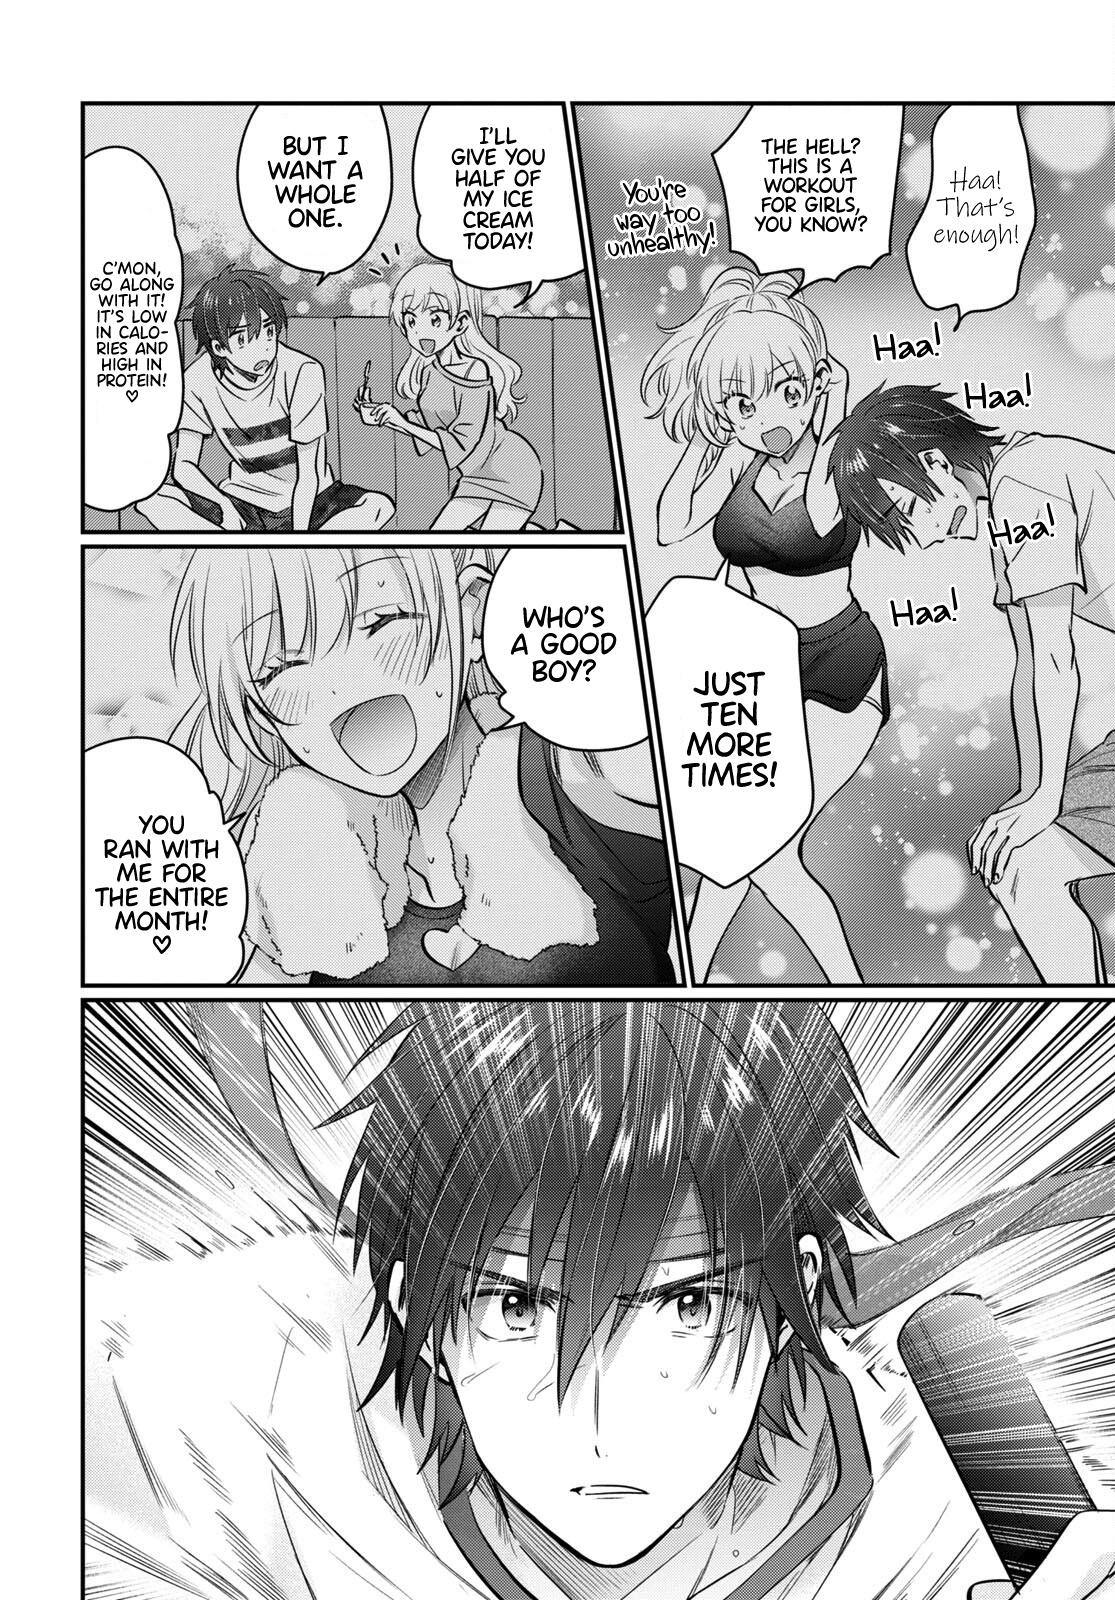 Haa!
That's
enough!
THE HELL?
THIS IS A
WORKOUT
FOR GIRLS,
YOU KNOW?
You're
way too
unhealthy!
Haa!
Haa!
Haa!
Haa!
JUST
TEN
MORE
TIMES!
I'LL
GIVE YOU
HALF OF
MY ICE
CREAM
TODAY!
BUT I
WANT A
WHOLE
ONE.
C'MON,
GO ALONG
WITH IT!
IT'S LOW
IN CALO-
RIES AND
HIGH IN
PROTEIN!
♡
WHO'S
A GOOD
BOY?
YOU
RAN WITH
ME FOR
THE ENTIRE
MONTH!
♡